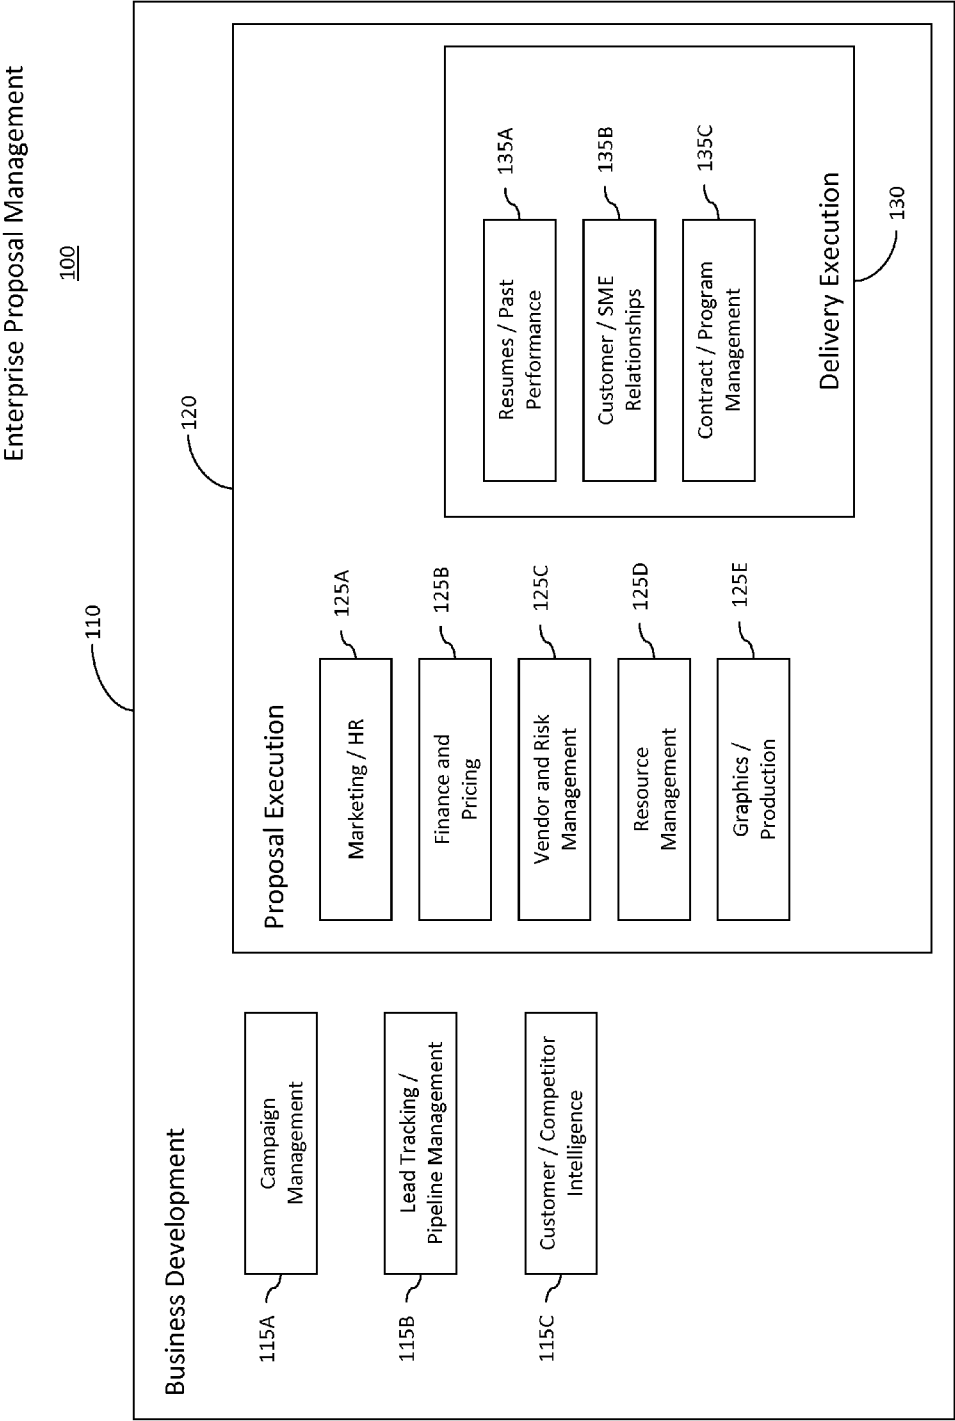 Enterprise Proposal Management
100
110
Business Development
115A
Campaign
Management
115B
Lead Tracking /
Pipeline Management
115C
Customer / Competitor
Intelligence
120
Proposal Execution
Marketing / HR
125A
Finance and
Pricing
125B
Vendor and Risk
Management
125C
Resource
Management
125D
Graphics /
Production
125E
Resumes / Past
Performance
135A
Customer / SME
Relationships
135B
Contract / Program
Management
135C
Delivery Execution
130